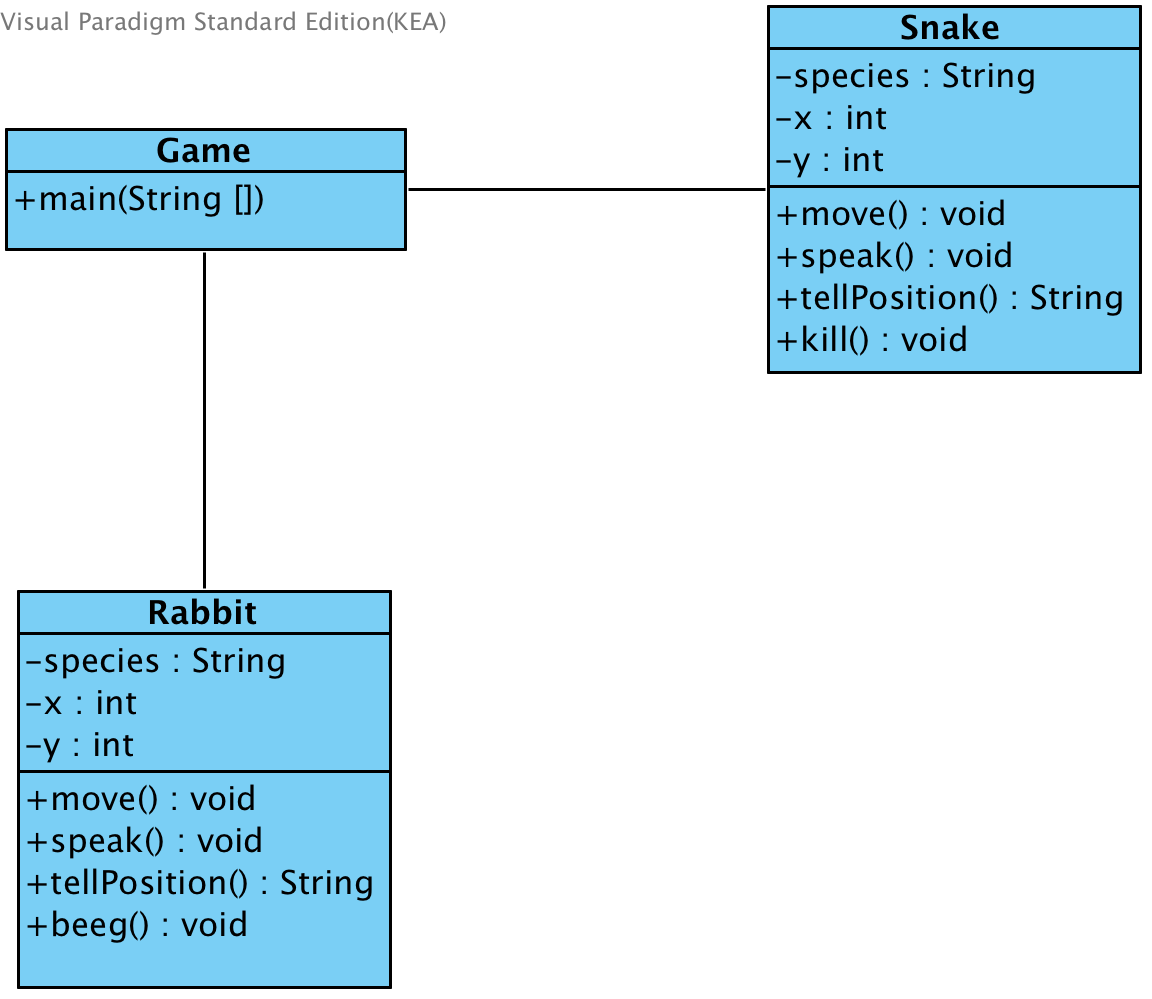 Visual Paradigm Standard Edition(KEA)
Game
+main(String [])
Snake
-species : String
-x : int
-y : int
+move() : void
+speak() : void
+tellPosition() : String
+kill() : void
Rabbit
-species : String
-x : int
-y : int
+move() : void
+speak() : void
+tellPosition() : String
+beeg() : void